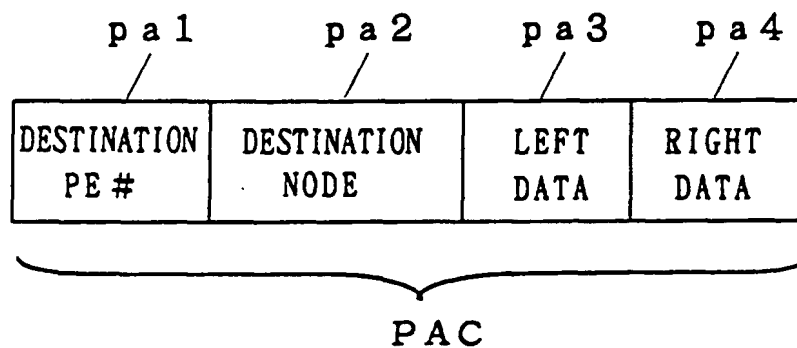 pa1 pa2 pa3 pa4
DESTINATION DESTINATION LEFT RIGHT
PE# NODE DATA DATA
PAC